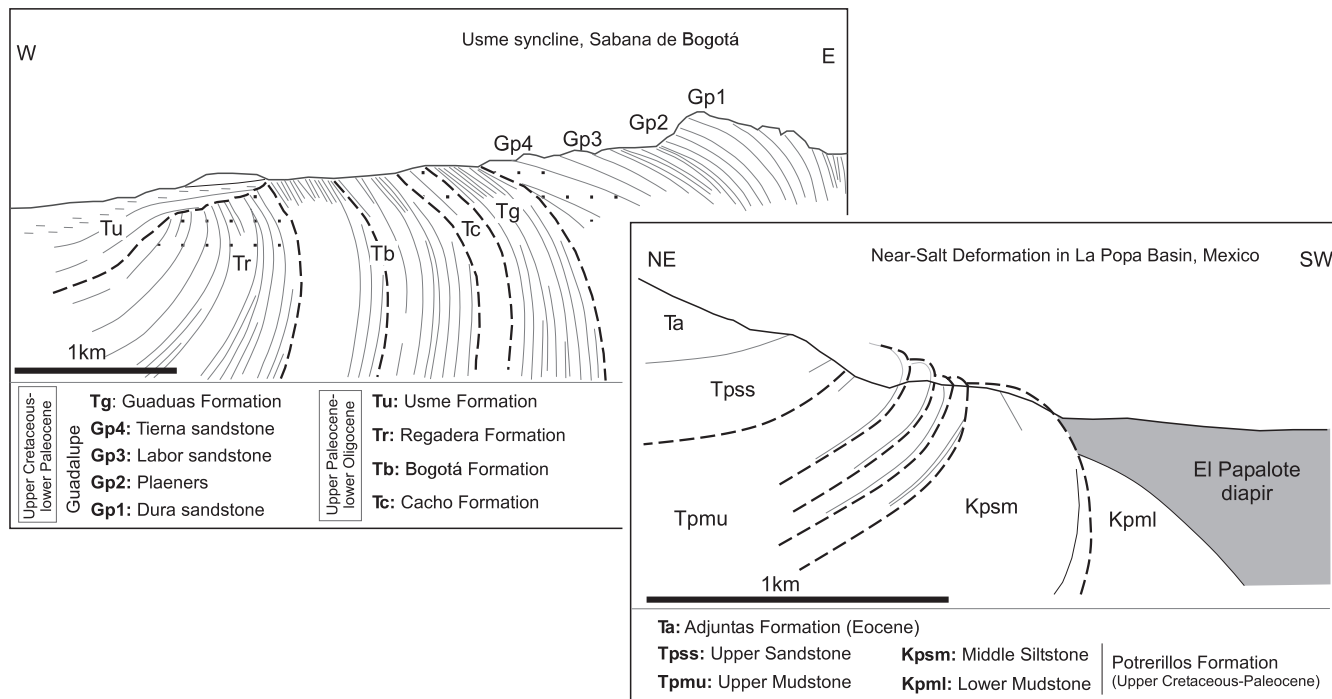 Usme syncline, Sabana de Bogotá
W
E
Gp1
Gp2
Gp3
Gp4
Tg
Tc
Tb
Tu
Tr
1km
Upper Cretaceous-
lower Paleocene
Guadalupe
Tg: Guaduas Formation
Gp4: Tierna sandstone
Gp3: Labor sandstone
Gp2: Plaeners
Gp1: Dura sandstone
Upper Paleocene-
lower Oligocene
Tu: Usme Formation
Tr: Regadera Formation
Tb: Bogotá Formation
Tc: Cacho Formation
Near-Salt Deformation in La Popa Basin, Mexico
NE
SW
Ta
Tpss
Tpmu
Kpsm
Kpml
El Papalote
diapir
1km
Ta: Adjuntas Formation (Eocene)
Tpss: Upper Sandstone
Tpmu: Upper Mudstone
Kpsm: Middle Siltstone
Kpml: Lower Mudstone
Potrerillos Formation
(Upper Cretaceous-Paleocene)